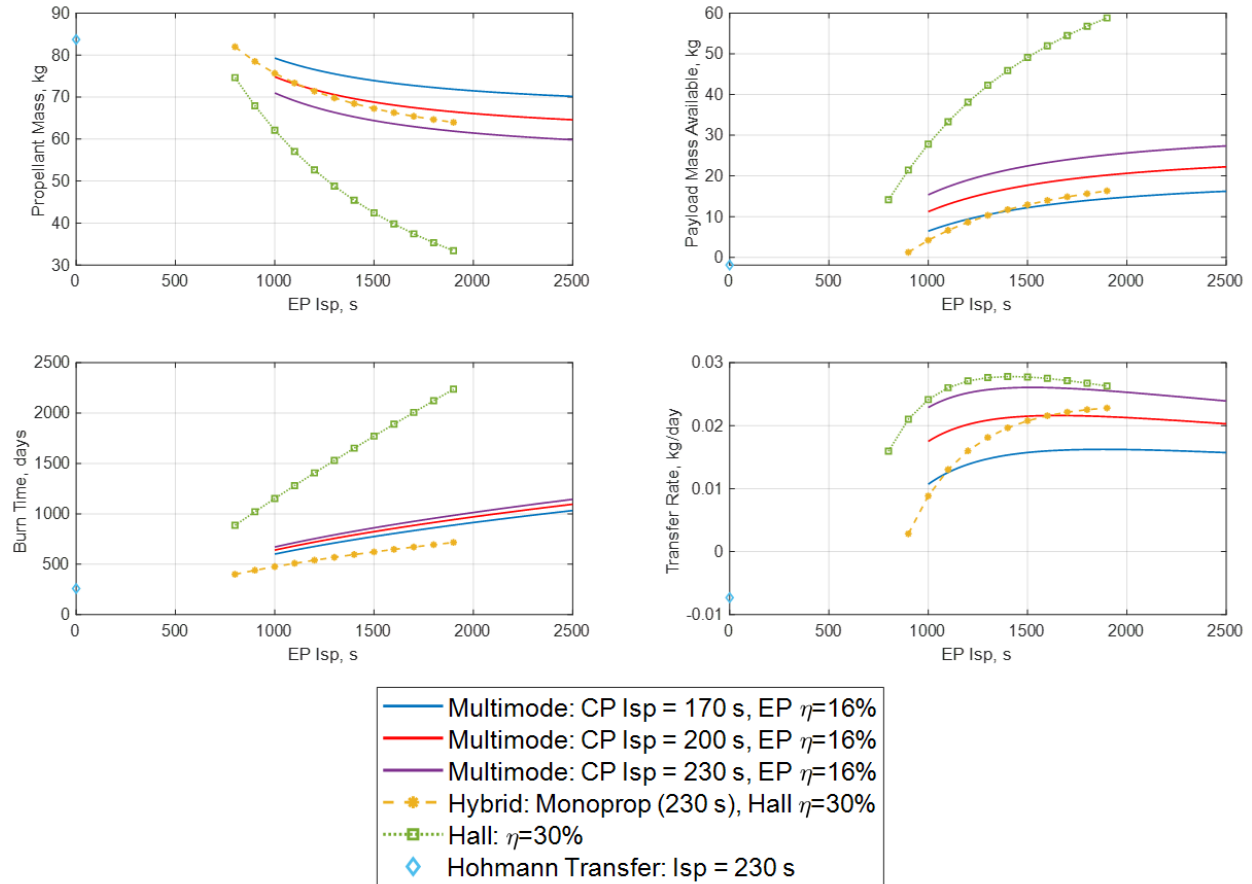 90
80
70
60
50
40
30
Propellant Mass, kg
0 500 1000 1500 2000 2500
EP Isp, s
60
50
40
30
20
10
0
Payload Mass Available, kg
0 500 1000 1500 2000 2500
EP Isp, s
2500
2000
1500
1000
500
0
Burn Time, days
0 500 1000 1500 2000 2500
EP Isp, s
0.03
0.02
0.01
0
-0.01
Transfer Rate, kg/day
0 500 1000 1500 2000 2500
EP Isp, s
Multimode: CP Isp = 170 s, EP η=16%
Multimode: CP Isp = 200 s, EP η=16%
Multimode: CP Isp = 230 s, EP η=16%
Hybrid: Monoprop (230 s), Hall η=30%
Hall: η=30%
Hohmann Transfer: Isp = 230 s